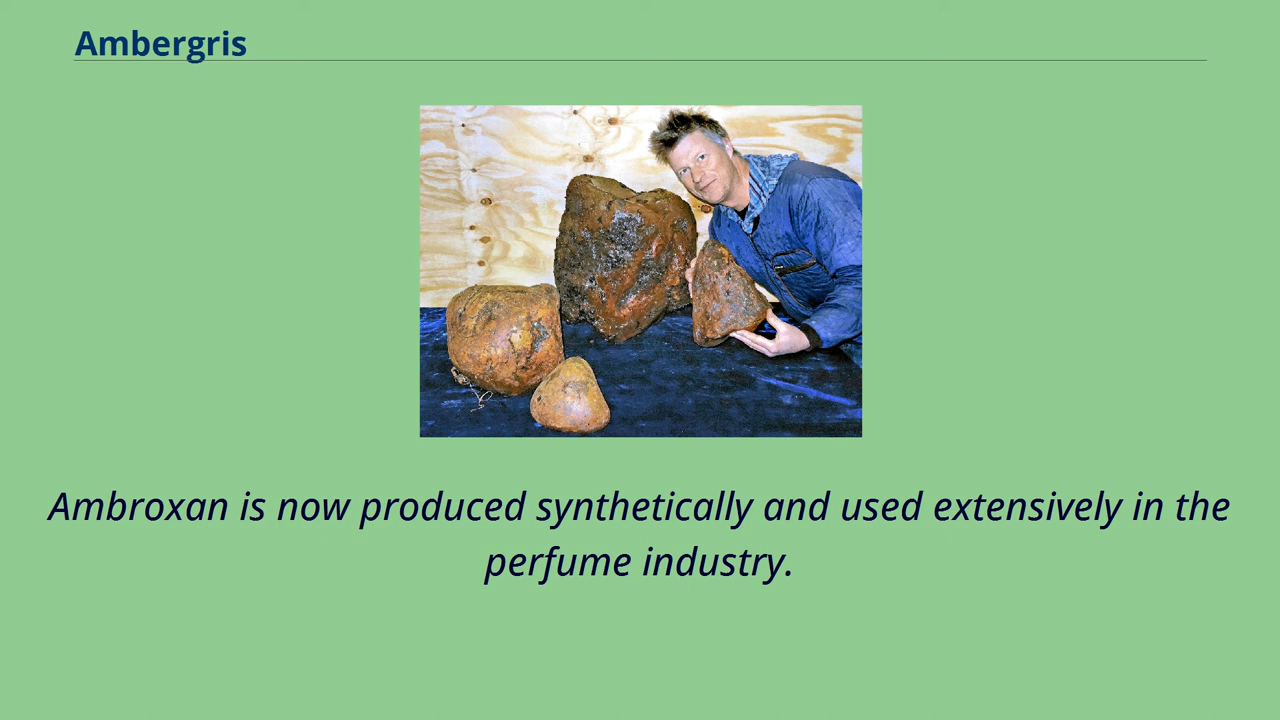 Ambergris
Ambroxan is now produced synthetically and used extensively in the
perfume industry.